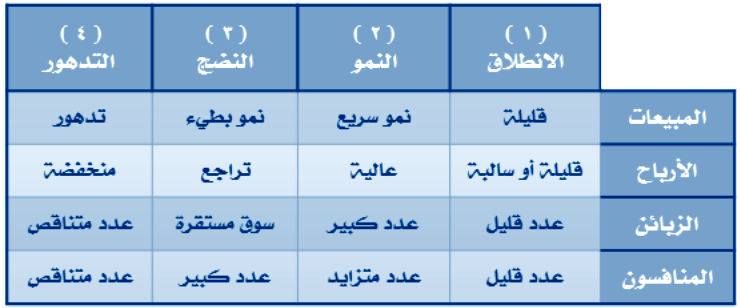 ( ١ ) ( ٢ ) ( ٣ ) ( ٤ )
الانطلاق النمو النضج التدهور
المبيعات قليلة نمو سريع نمو بطيء تدهور
الأرباح قليلة أو سالبة عالية تراجع منخفضة
الزبائن عدد قليل عدد كبير سوق مستقرة عدد متناقص
المنافسون عدد قليل عدد متزايد عدد كبير عدد متناقص